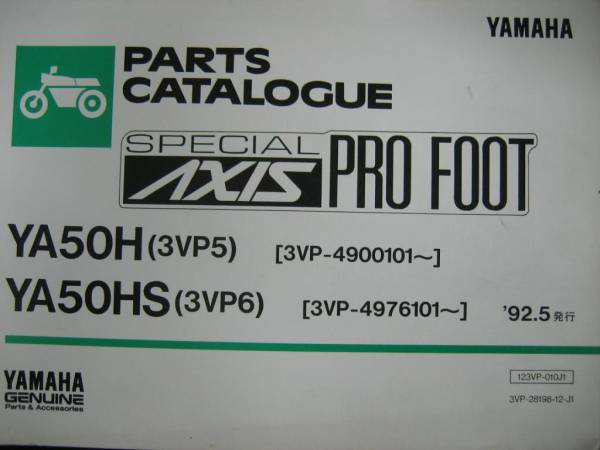 YAMAHA
PARTS
CATALOGUE
SPECIAL
AXIS PRO FOOT
YA50H (3VP5) [3VP-4900101~]
YA50HS (3VP6) [3VP-4976101~] '92.5発行
YAMAHA
GENUINE
Parts & Accessories
123VP-010J1
3VP-28198-12-J1